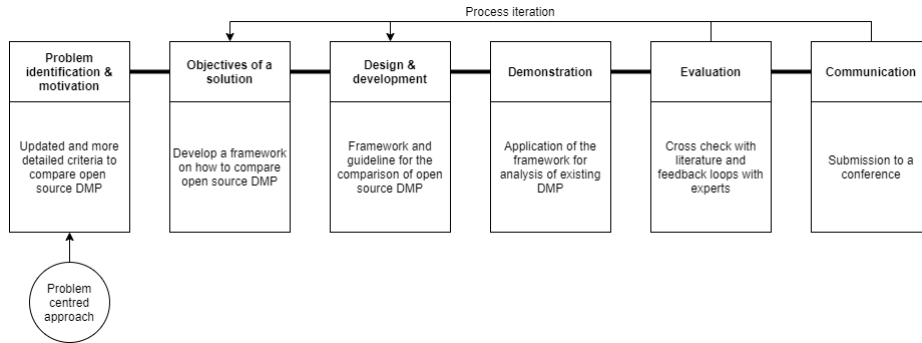 Process iteration
Problem
identification &
motivation
Objectives of a
solution
Design &
development
Demonstration
Evaluation
Communication
Updated and more
detailed criteria to
compare open
source DMP
Develop a framework
on how to compare
open source DMP
Framework and
guideline for the
comparison of open
source DMP
Application of the
framework for
analysis of existing
DMP
Cross check with
literature and
feedback loops with
experts
Submission to a
conference
Problem
centred
approach